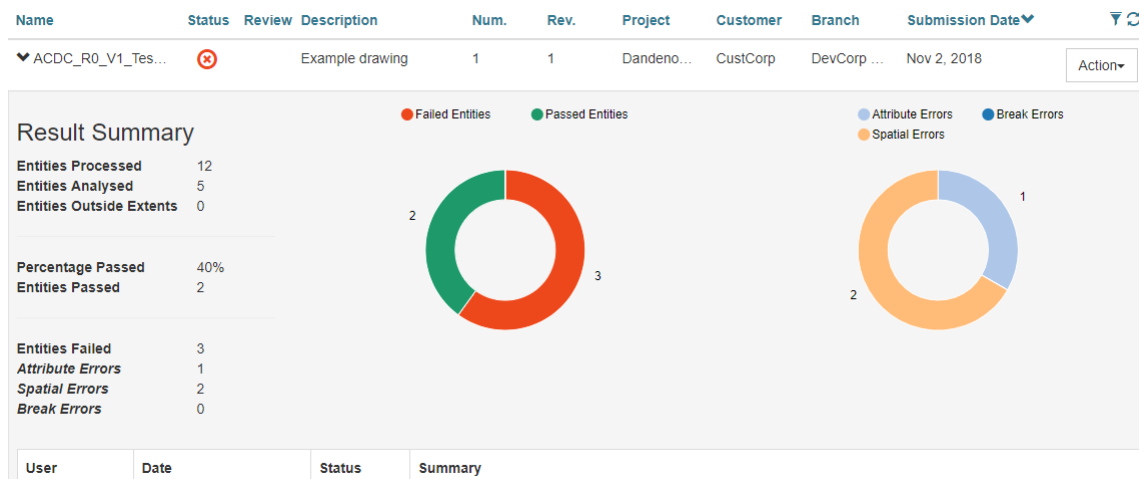 Name Status Review Description Num. Rev. Project Customer Branch Submission Date
ACDC_R0_V1_Tes... Example drawing 1 1 Dandeno... CustCorp DevCorp ... Nov 2, 2018 Action
Failed Entities Passed Entities Attribute Errors Break Errors
Spatial Errors
Result Summary
Entities Processed 12
Entities Analysed 5
Entities Outside Extents 0
Percentage Passed 40%
Entities Passed 2
Entities Failed 3
Attribute Errors 1
Spatial Errors 2
Break Errors 0
2
3
1
2
User Date Status Summary